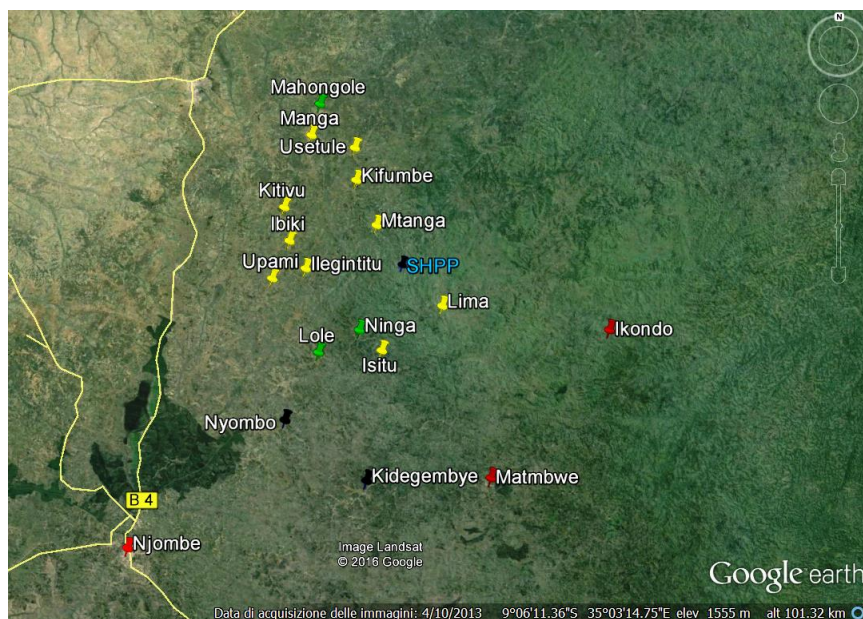 N
Mahongole
Manga
Usetule
Kifumbe
Kitivu
Mtanga
Ibiki
Upami
Ilegintitu
SHPP
Lima
Ninga
Ikondo
Lole
Isitu
Nyombo
Kidegembye
Matmbwe
B 4
Njombe
Image Landsat
© 2016 Google
Google earth
Data di acquisizione delle immagini: 4/10/2013 9°06'11.36"S 35°03'14.75"E elev 1555 m alt 101.32 km